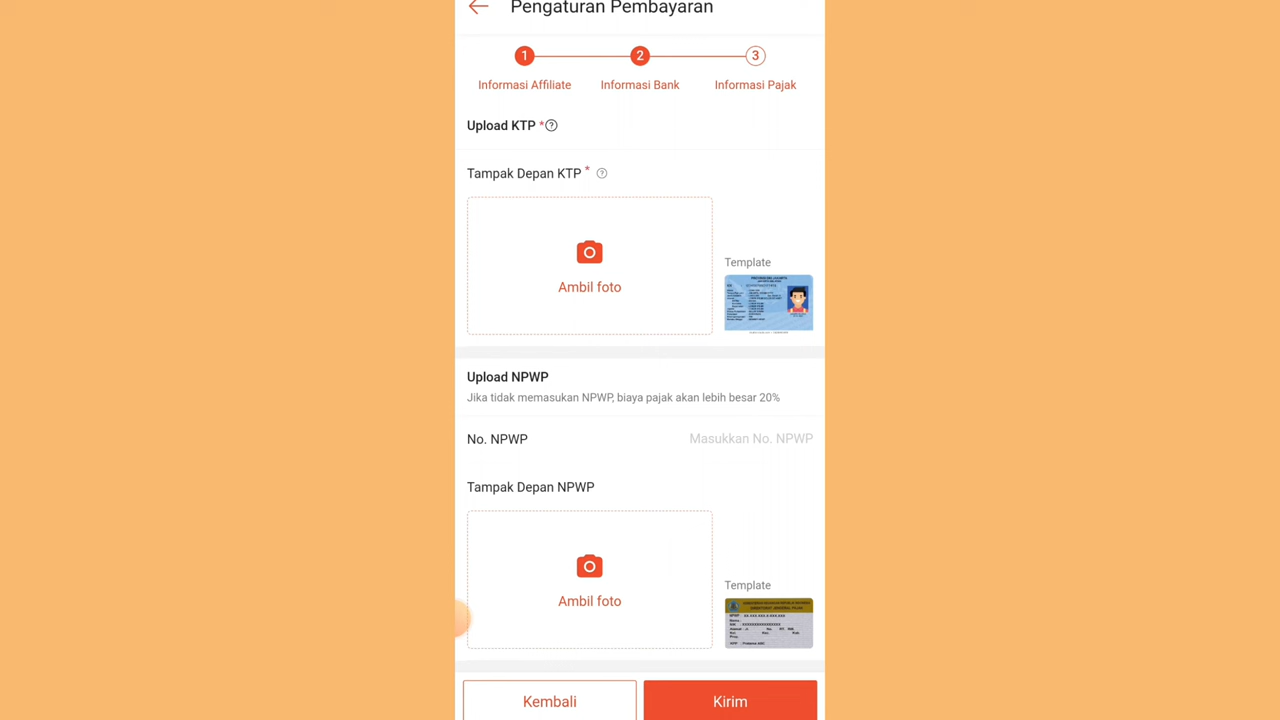 Pengaturan Pembayaran
1 2 3
Informasi Affiliate Informasi Bank Informasi Pajak
Upload KTP *?
Tampak Depan KTP * ?
Ambil foto
Template
Upload NPWP
Jika tidak memasukan NPWP, biaya pajak akan lebih besar 20%
No. NPWP Masukkan No. NPWP
Tampak Depan NPWP
Ambil foto
Template
Kembali Kirim